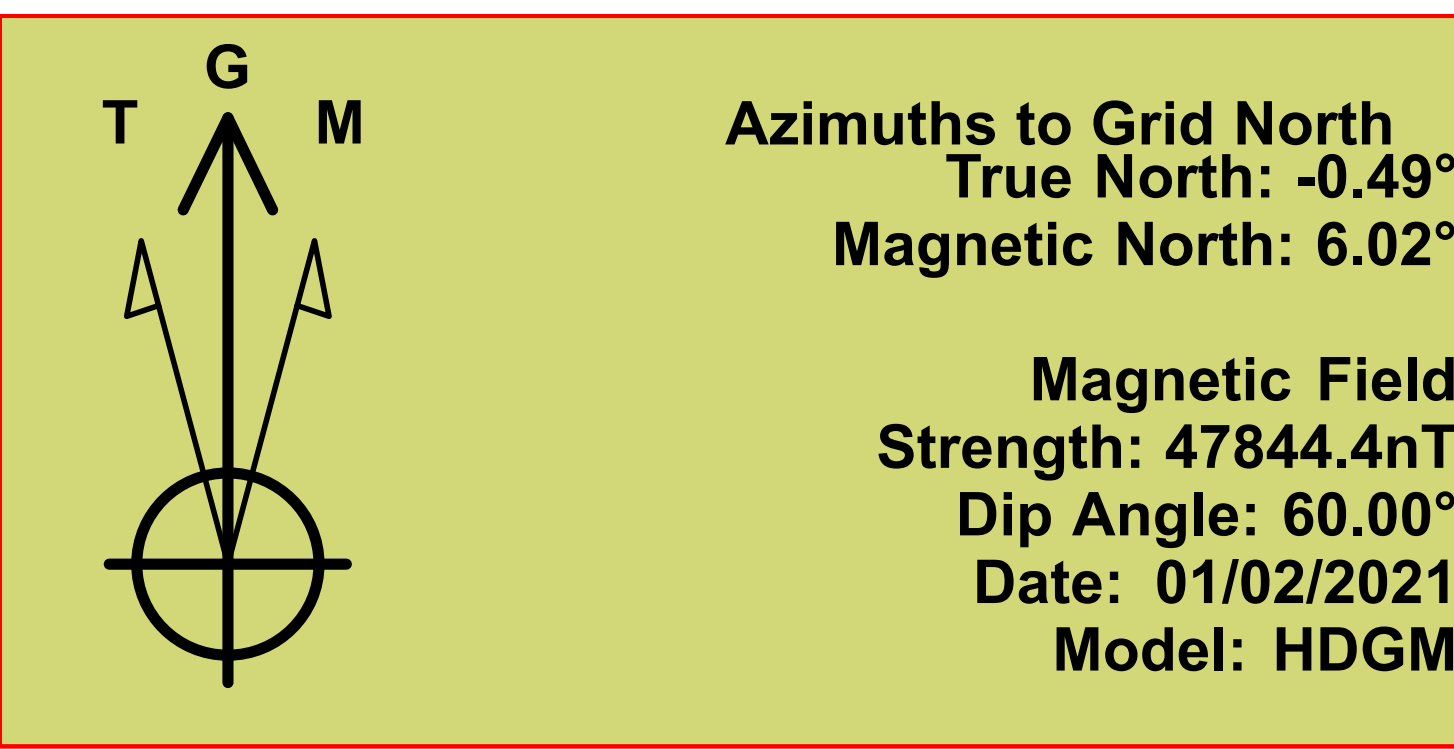 G
T M
Azimuths to Grid North
True North: -0.49°
Magnetic North: 6.02°
Magnetic Field
Strength: 47844.4nT
Dip Angle: 60.00°
Date: 01/02/2021
Model: HDGM